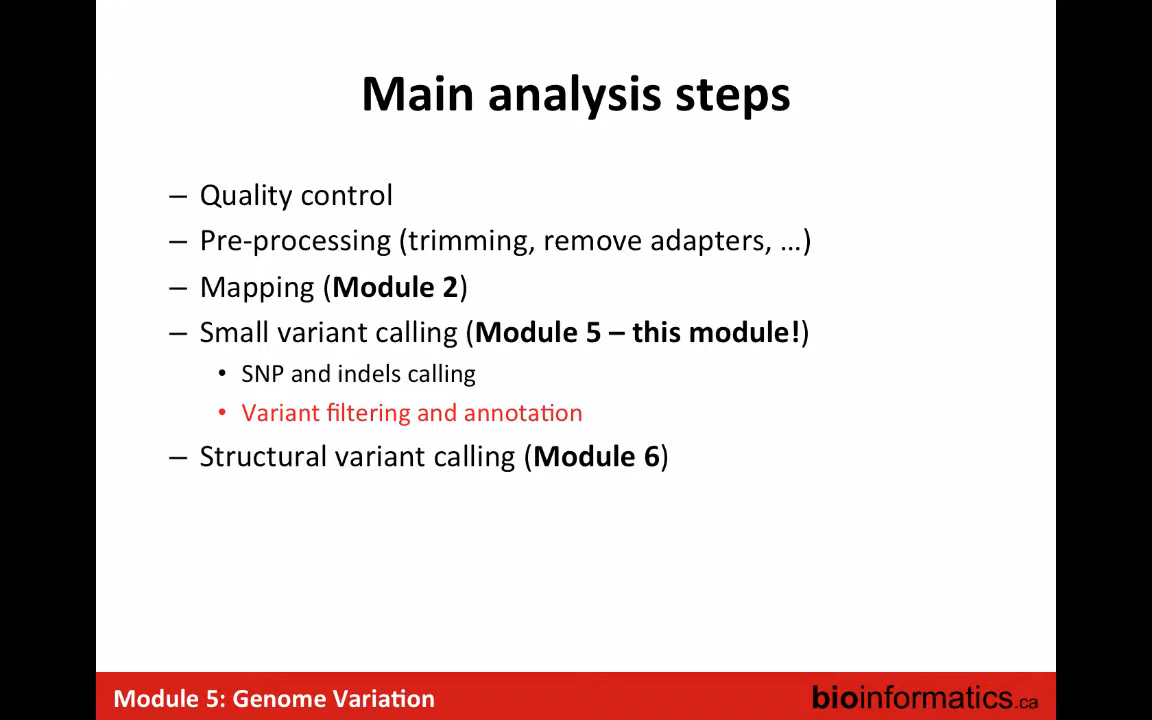 Main analysis steps
– Quality control
– Pre-processing (trimming, remove adapters, ...)
– Mapping (Module 2)
– Small variant calling (Module 5 – this module!)
• SNP and indels calling
• Variant filtering and annotation
– Structural variant calling (Module 6)
Module 5: Genome Variation
bioinformatics.ca